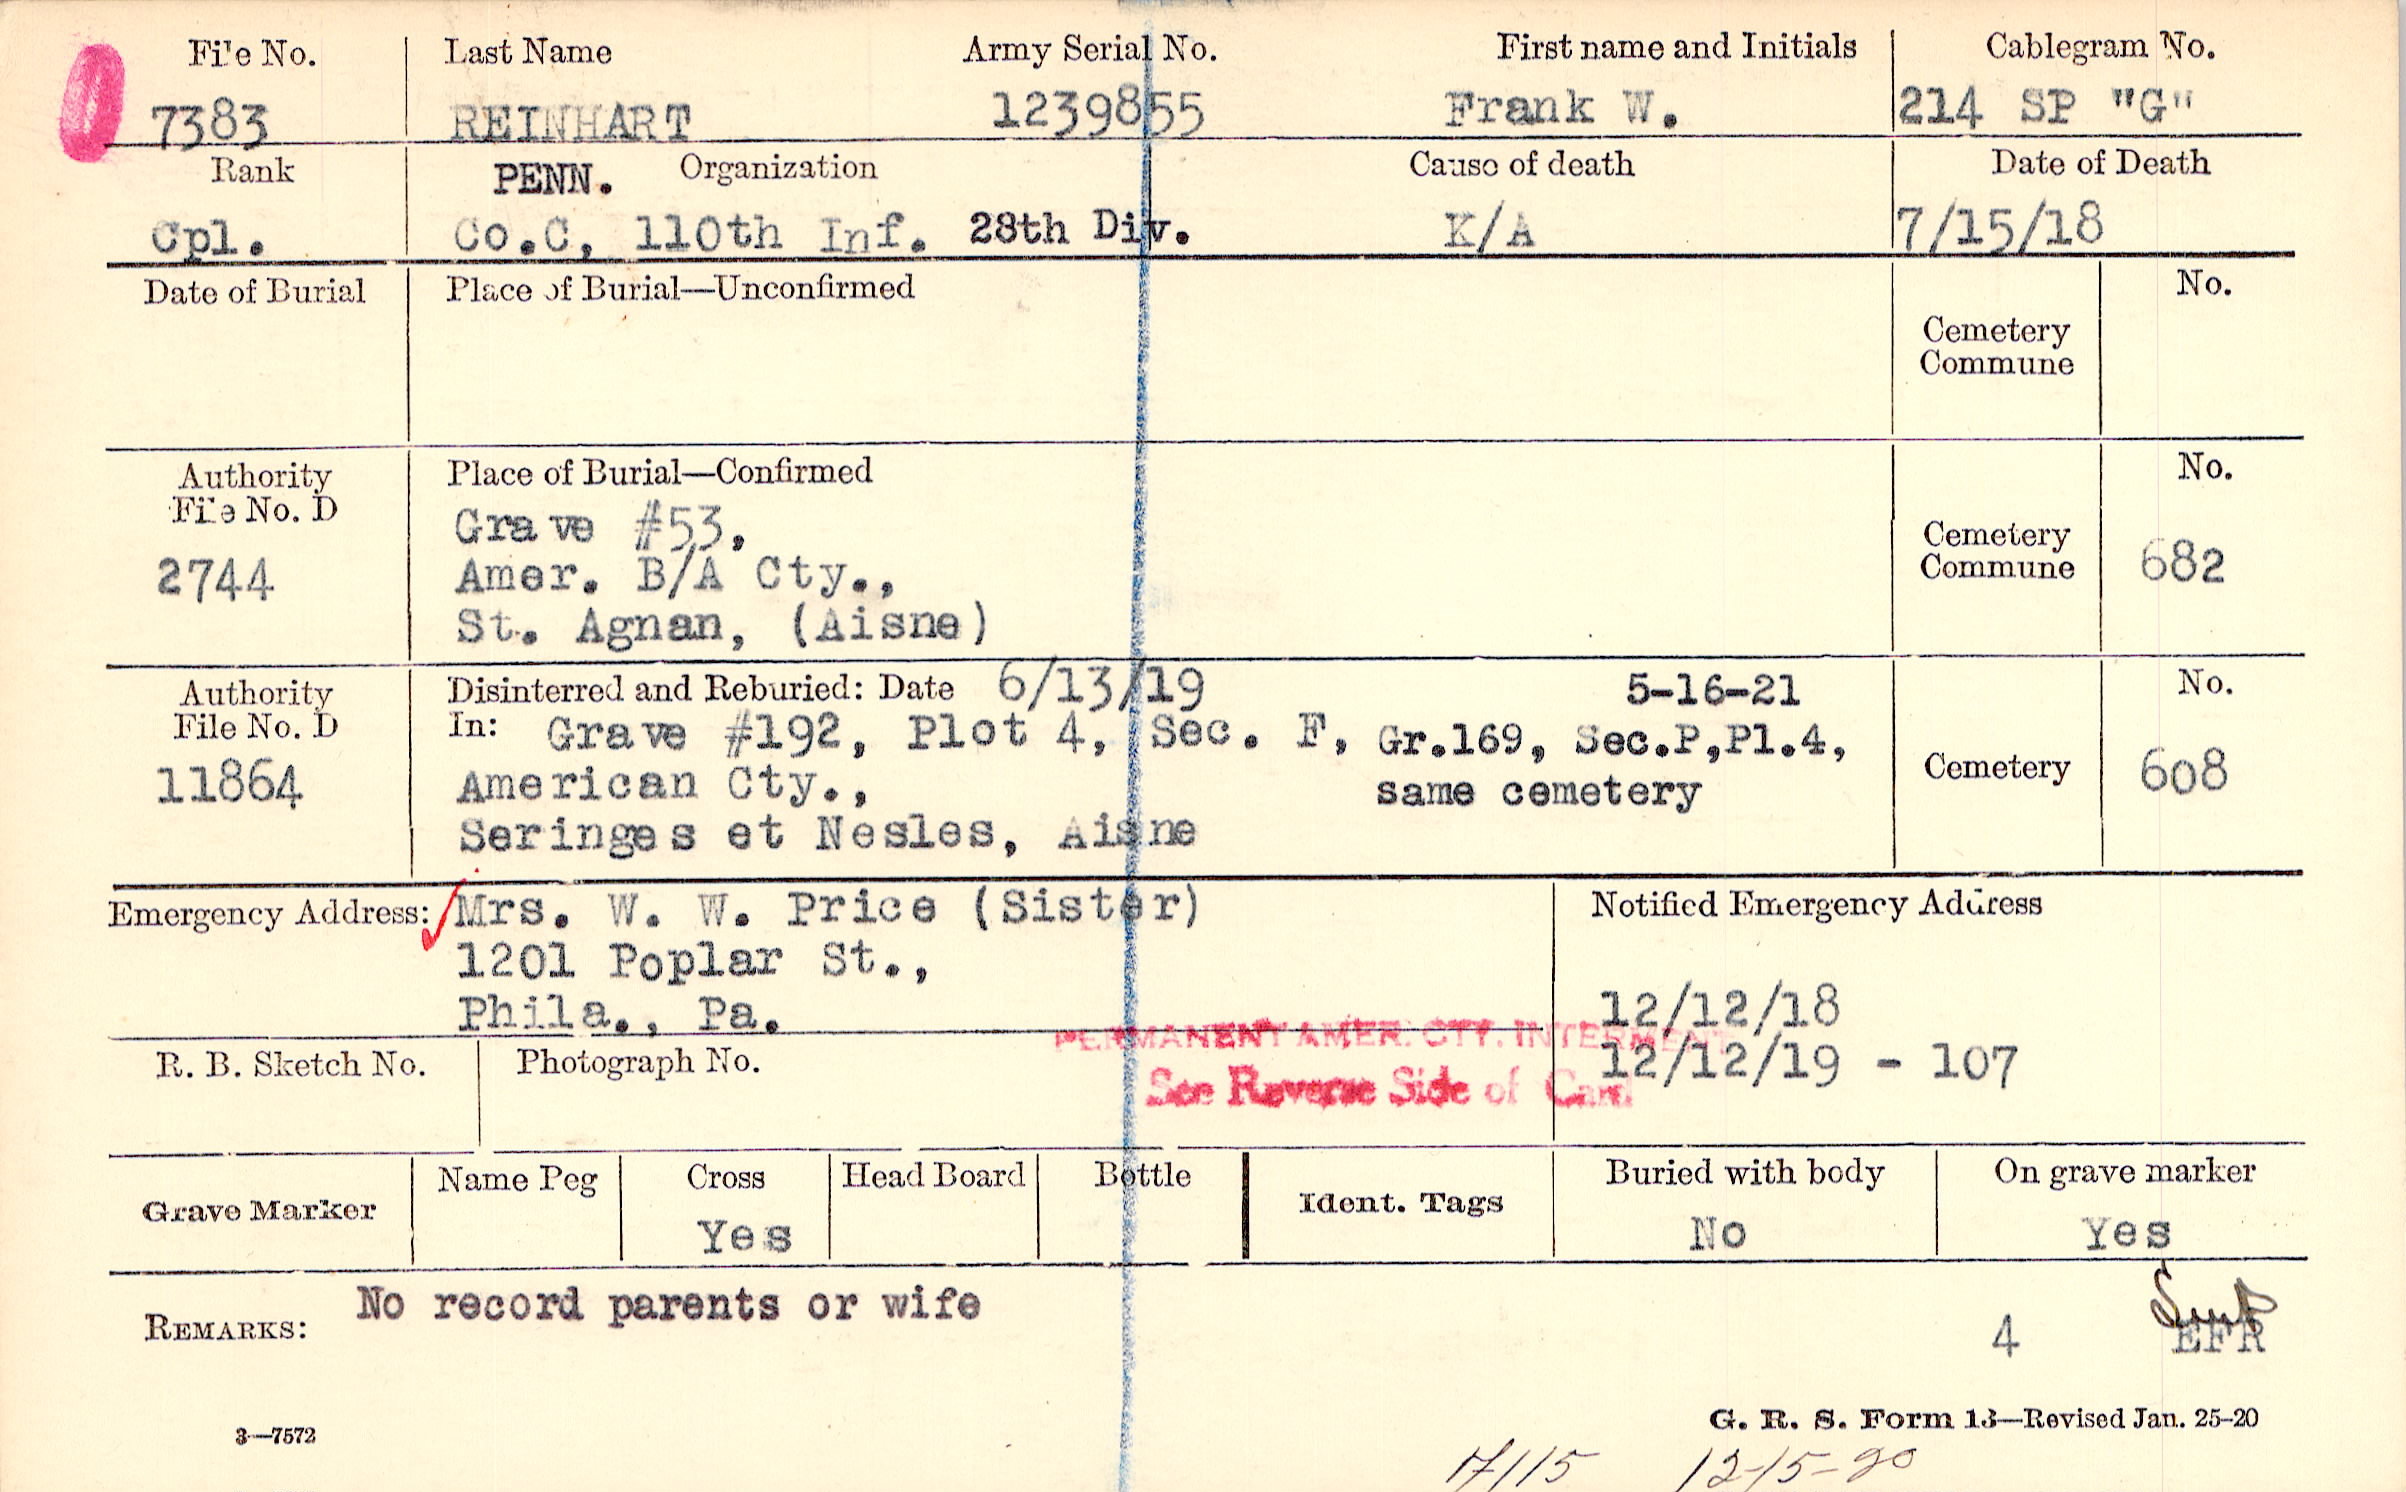 File No. Last Name Army Serial No. First name and Initials Cablegram No.
7383 REINHART 1239855 Frank W. 214 SP "G"
Rank PENN. Organization Cause of death Date of Death
Cpl. Co.C, 110th Inf. 28th Div. K/A 7/15/18
Date of Burial Place of Burial—Unconfirmed No.
Cemetery
Commune
Authority Place of Burial—Confirmed No.
File No. D
Grave #53,
2744 Amer. B/A Cty., Cemetery
Commune 682
St. Agnan, (Aisne)
Authority Disinterred and Reburied: Date 6/13/19 5-16-21 No.
File No. D In: Grave #192, Plot 4, Sec. F, Gr.169, Sec.P,Pl.4,
11864 American Cty., same cemetery Cemetery 608
Seringes et Nesles, Aisne
Emergency Address: Mrs. W. W. Price (Sister) Notified Emergency Address
1201 Poplar St.,
Phila., Pa. 12/12/18
PERMANENT AMER. CTY. INTERMENT
R. B. Sketch No. Photograph No. 12/12/19 - 107
See Reverse Side of Card
Grave Marker Name Peg Cross Head Board Bottle Ident. Tags Buried with body On grave marker
Yes No Yes
REMARKS: No record parents or wife
4 EFR
3—7572 G. R. S. Form 13—Revised Jan. 25-20
17/115 12-15-20